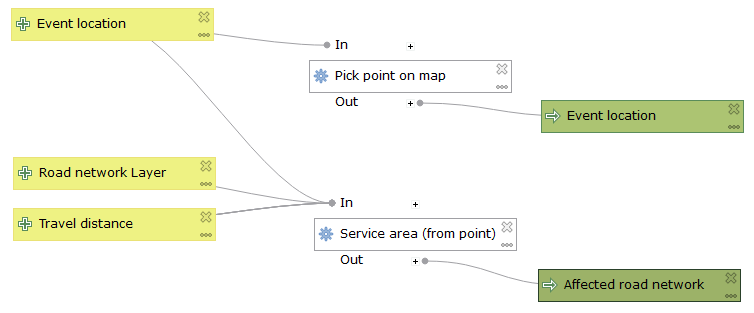 Event location
In
Pick point on map
Out
Event location
Road network Layer
In
Travel distance
Service area (from point)
Out
Affected road network